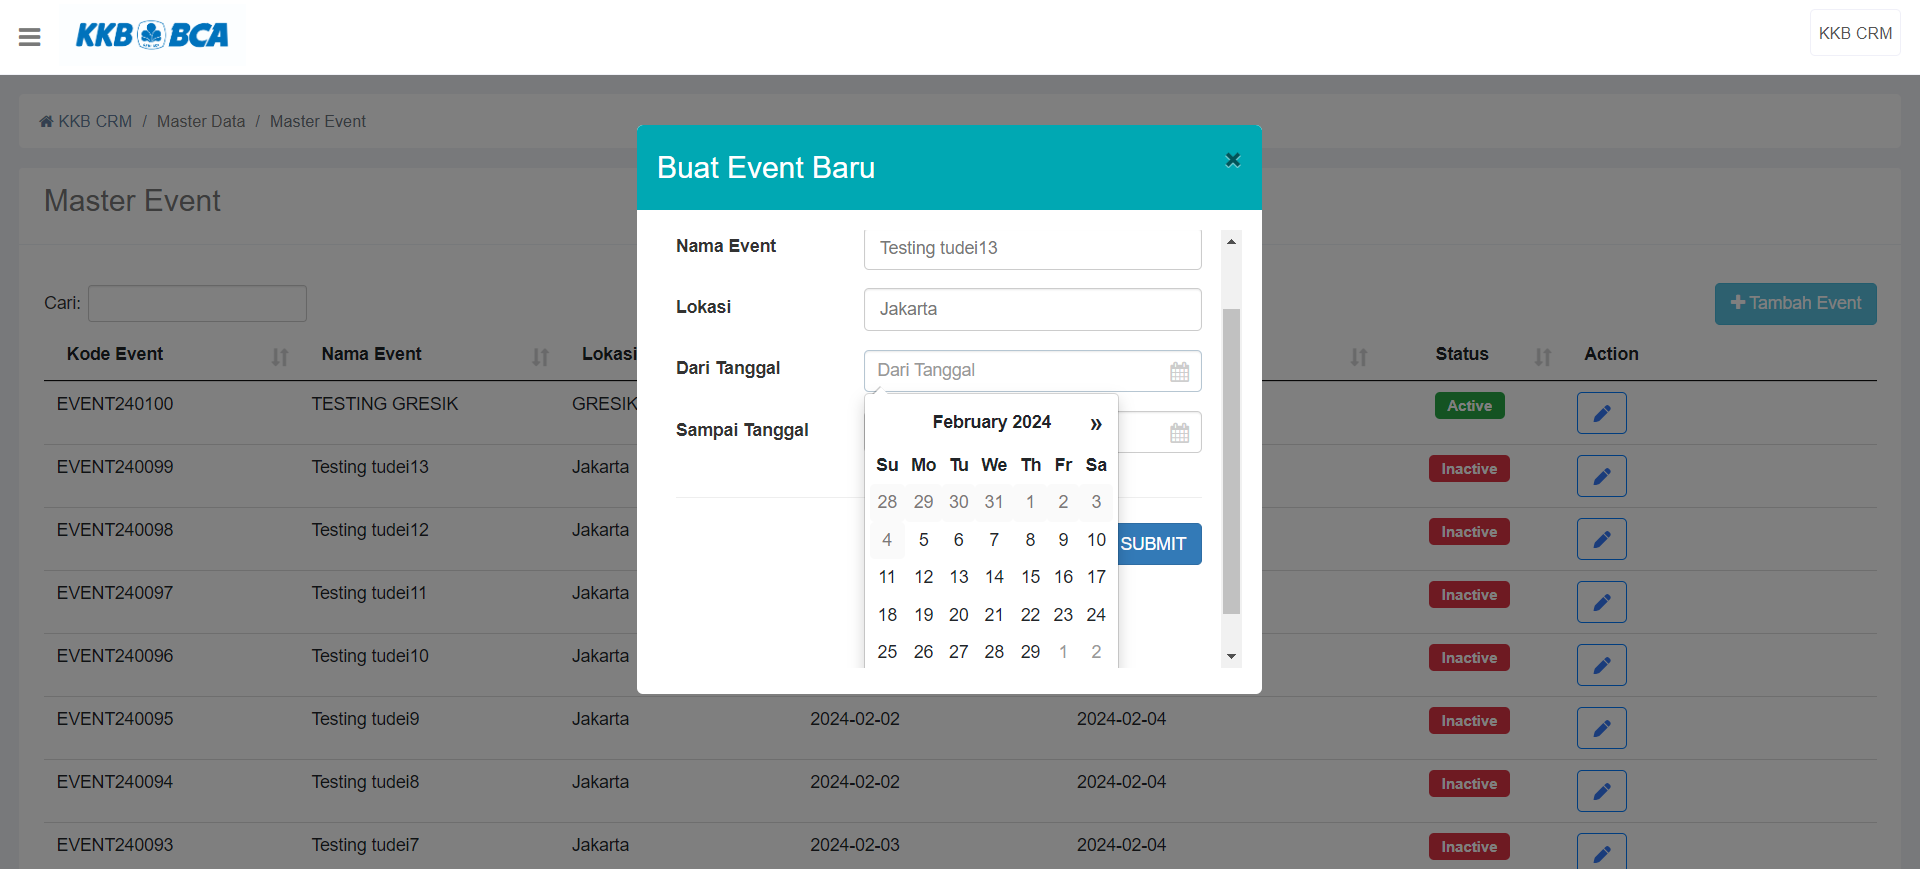 KKB BCA
KKB CRM
KKB CRM / Master Data / Master Event
Master Event
Cari:
Tambah Event
Kode Event Nama Event Lokasi Status Action
EVENT240100 TESTING GRESIK GRESIK Active
EVENT240099 Testing tudei13 Jakarta Inactive
EVENT240098 Testing tudei12 Jakarta Inactive
EVENT240097 Testing tudei11 Jakarta Inactive
EVENT240096 Testing tudei10 Jakarta Inactive
EVENT240095 Testing tudei9 Jakarta 2024-02-02 2024-02-04 Inactive
EVENT240094 Testing tudei8 Jakarta 2024-02-02 2024-02-04 Inactive
EVENT240093 Testing tudei7 Jakarta 2024-02-03 2024-02-04 Inactive
Buat Event Baru ×
Nama Event Testing tudei13
Lokasi Jakarta
Dari Tanggal Dari Tanggal
Sampai Tanggal
February 2024 »
Su Mo Tu We Th Fr Sa
28 29 30 31 1 2 3
4 5 6 7 8 9 10
11 12 13 14 15 16 17
18 19 20 21 22 23 24
25 26 27 28 29 1 2
SUBMIT